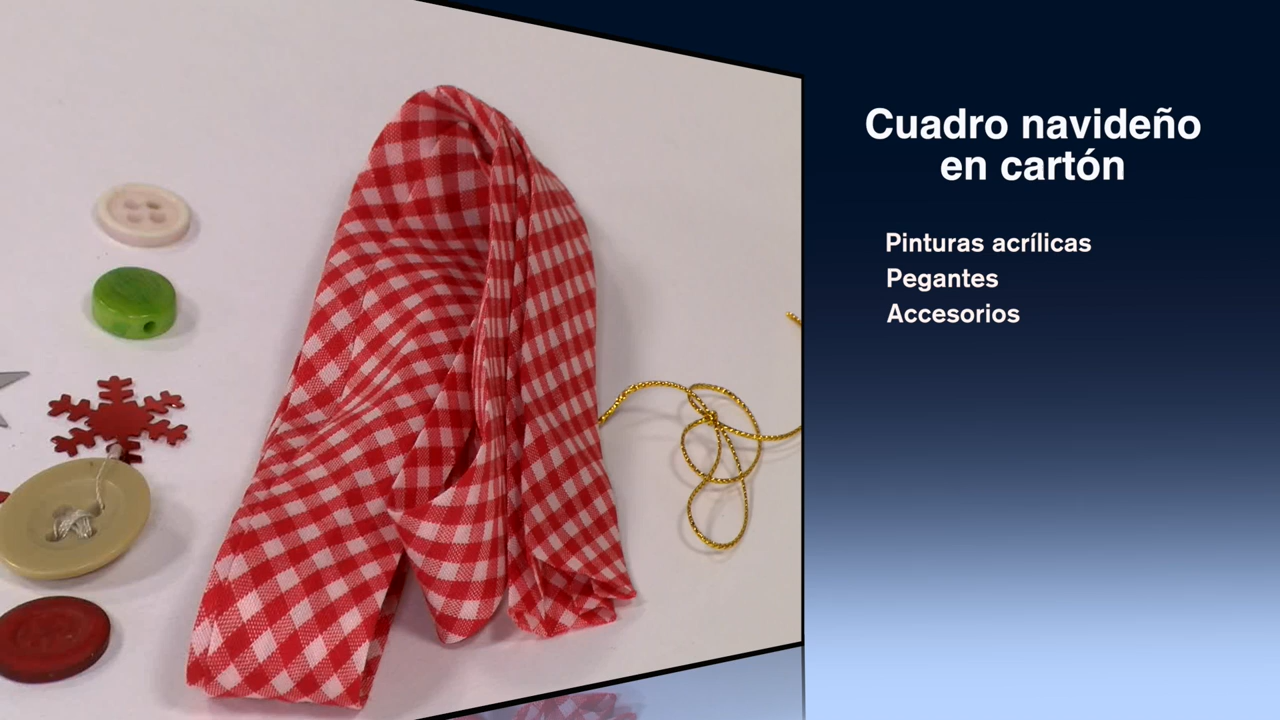 Cuadro navideño
en cartón
Pinturas acrílicas
Pegantes
Accesorios